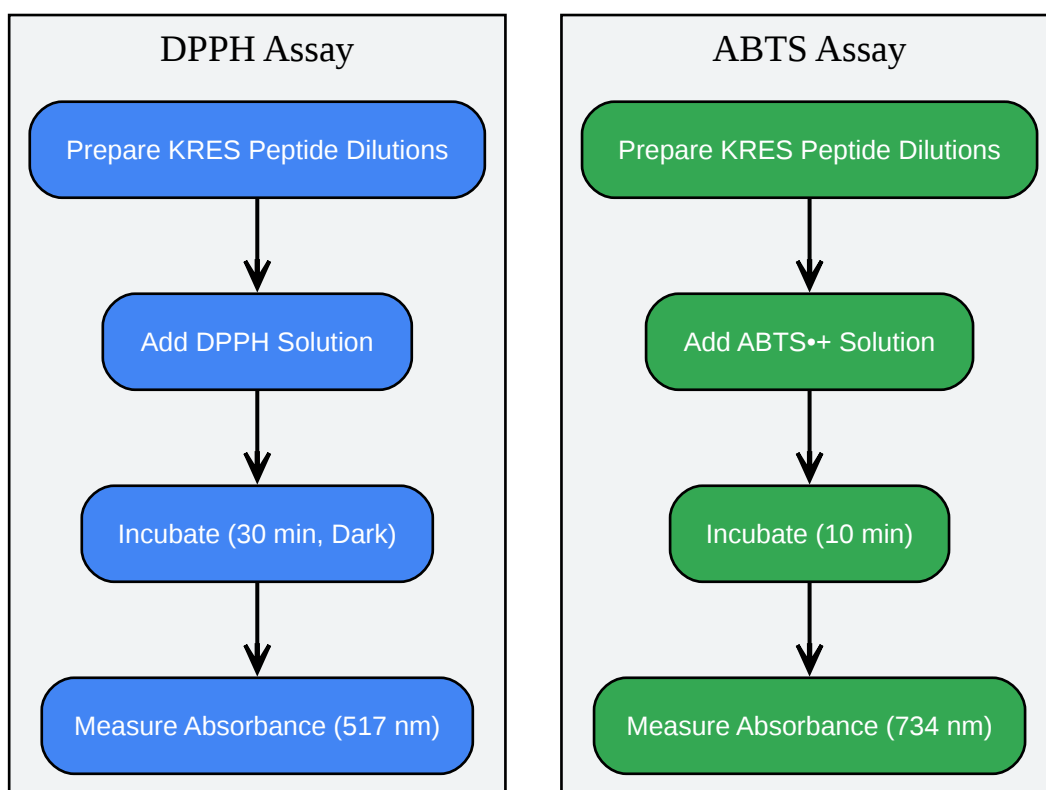 DPPH Assay
Prepare KRES Peptide Dilutions
Add DPPH Solution
Incubate (30 min, Dark)
Measure Absorbance (517 nm)
ABTS Assay
Prepare KRES Peptide Dilutions
Add ABTS•+ Solution
Incubate (10 min)
Measure Absorbance (734 nm)